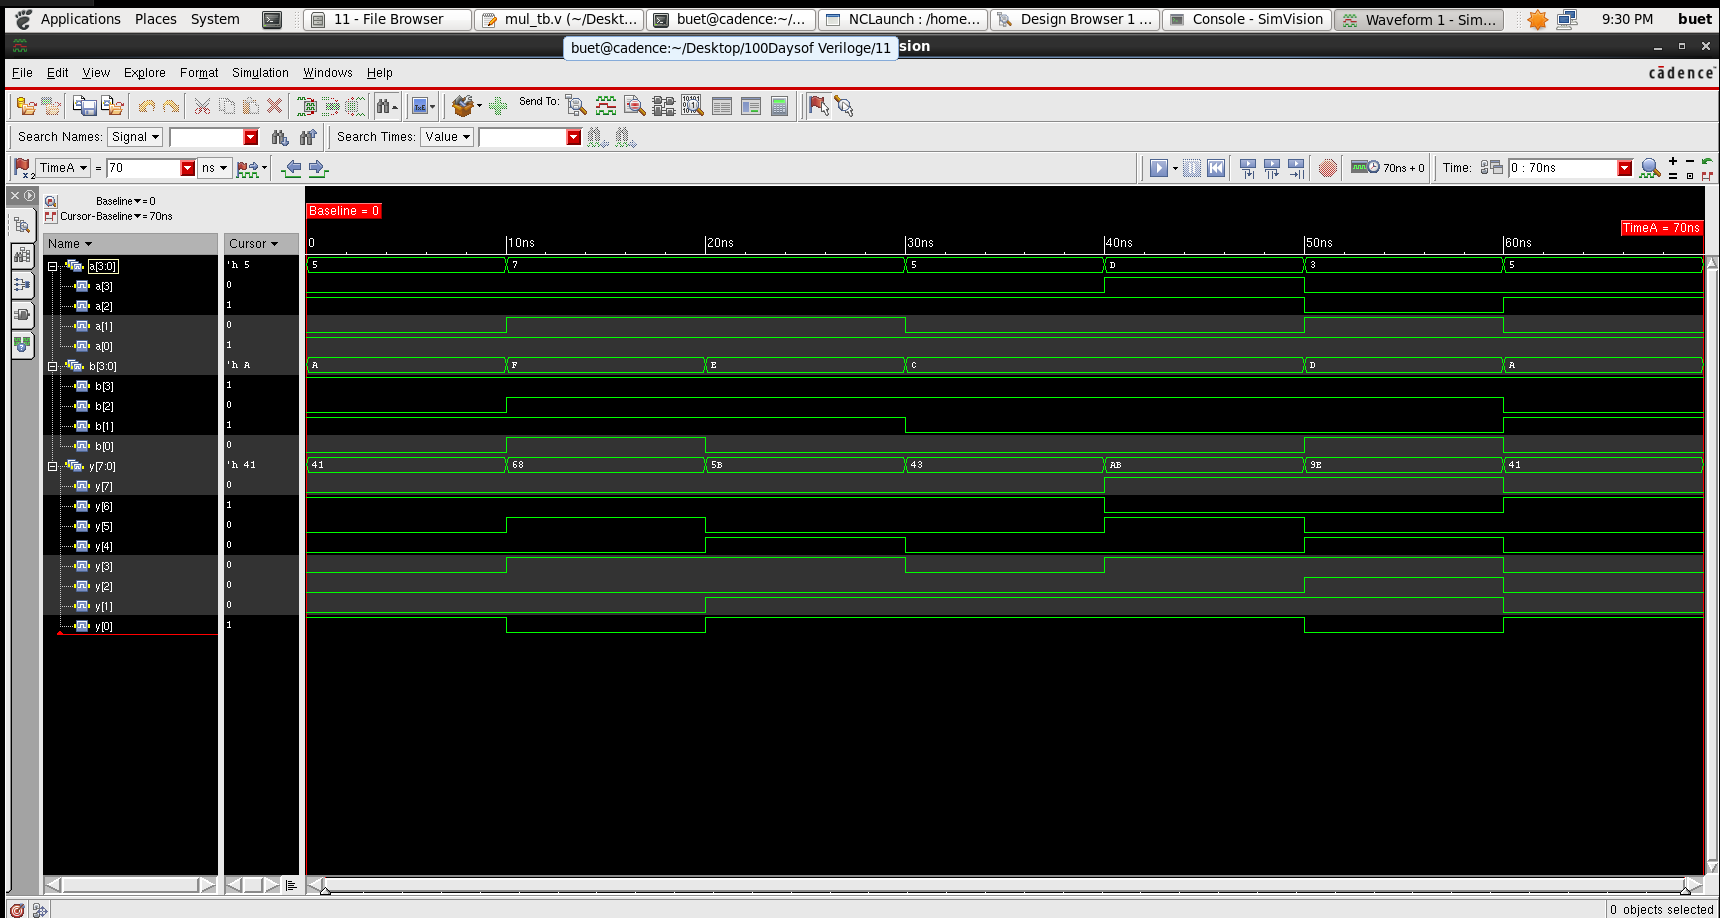 Applications Places System 11 - File Browser mul_tb.v (~/Deskt... buet@cadence:~/... NCLaunch : /home... Design Browser 1 ... Console - SimVision Waveform 1 - Sim... 9:30 PM buet
buet@cadence:~/Desktop/100Daysof Veriloge/11 sion
File Edit View Explore Format Simulation Windows Help cādence
Send To:
Search Names: Signal Search Times: Value
TimeA = 70 ns 70ns + 0 Time: 0 : 70ns
Baseline = 0
Cursor-Baseline = 70ns
Baseline = 0
TimeA = 70ns
Name Cursor 0 10ns 20ns 30ns 40ns 50ns 60ns
a[3:0] 'h 5 5 7 5 D 3 5
a[3] 0
a[2] 1
a[1] 0
a[0] 1
b[3:0] 'h A A F E C D A
b[3] 1
b[2] 0
b[1] 1
b[0] 0
y[7:0] 'h 41 41 68 5B 43 AB 9E 41
y[7] 0
y[6] 1
y[5] 0
y[4] 0
y[3] 0
y[2] 0
y[1] 0
y[0] 1
0 objects selected